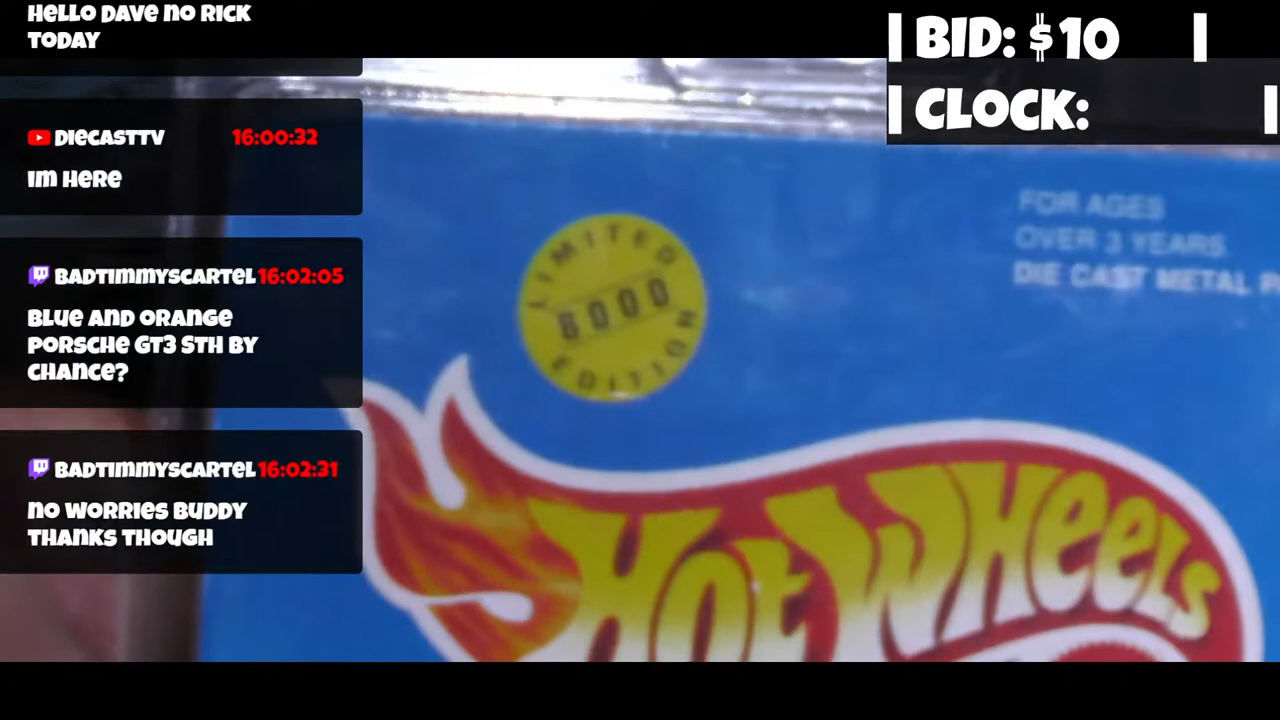 Hello Dave no Rick
today
DiecastTV 16:00:32
Im here
BadTimmysCartel 16:02:05
Blue and orange
Porsche GT3 STH by
chance?
BadTimmysCartel 16:02:31
No worries buddy
thanks though
| BID: $10 |
| CLOCK: |
FOR AGES
OVER 3 YEARS
DIE CAST METAL
LIMITED
8000
EDITION
Hot Wheels